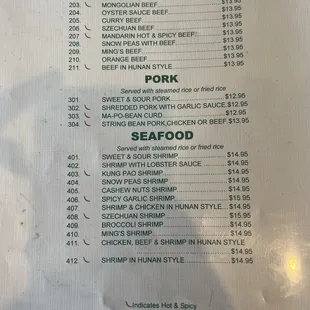 203. MONGOLIAN BEEF $13.95
204. OYSTER SAUCE BEEF $13.95
205. CURRY BEEF $13.95
206. SZECHUAN BEEF $13.95
207. MANDARIN HOT & SPICY BEEF $13.95
208. SNOW PEAS WITH BEEF $13.95
209. MING'S BEEF $13.95
210. ORANGE BEEF $13.95
211. BEEF IN HUNAN STYLE $13.95
PORK
Served with steamed rice or fried rice
301. SWEET & SOUR PORK $12.95
302. SHREDDED PORK WITH GARLIC SAUCE $12.95
303. MA-PO-BEAN CURD $12.95
304. STRING BEAN PORK, CHICKEN OR BEEF $13.95
SEAFOOD
Served with steamed rice or fried rice
401. SWEET & SOUR SHRIMP $14.95
402. SHRIMP WITH LOBSTER SAUCE $14.95
403. KUNG PAO SHRIMP $14.95
404. SNOW PEAS SHRIMP $14.95
405. CASHEW NUTS SHRIMP $14.95
406. SPICY GARLIC SHRIMP $15.95
407. SHRIMP & CHICKEN IN HUNAN STYLE $14.95
408. SZECHUAN SHRIMP $15.95
409. BROCCOLI SHRIMP $14.95
410. MING'S SHRIMP $14.95
411. CHICKEN, BEEF & SHRIMP IN HUNAN STYLE
$14.95
412. SHRIMP IN HUNAN STYLE $14.95
Indicates Hot & Spicy